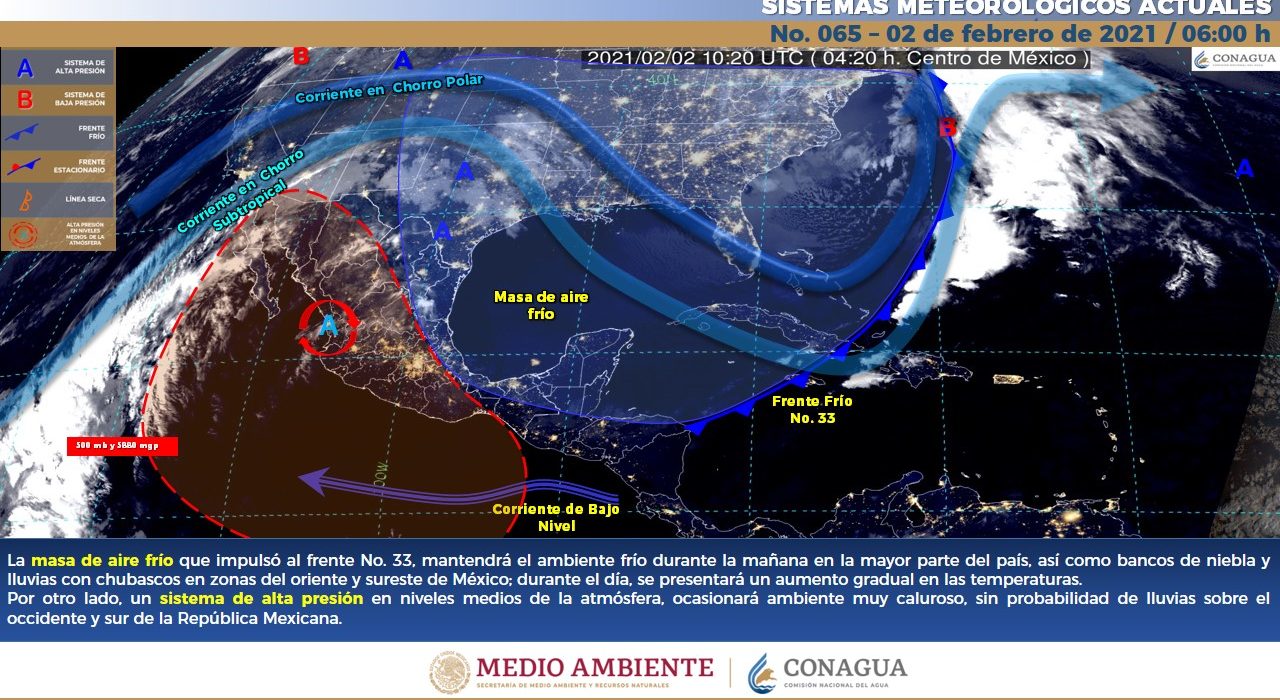 SISTEMAS METEOROLÓGICOS ACTUALES
No. 065 – 02 de febrero de 2021 / 06:00 h
2021/02/02 10:20 UTC ( 04:20 h. Centro de México )
CONAGUA
A SISTEMA DE
ALTA PRESIÓN
B SISTEMA DE
BAJA PRESIÓN
FRENTE
FRÍO
FRENTE
ESTACIONARIO
LÍNEA SECA
ALTA PRESIÓN
EN NIVELES
MEDIOS DE LA
ATMOSFERA
B
A
40N
Corriente en Chorro Polar
B
A
A
Corriente en Chorro
Subtropical
A
Masa de aire
frío
A
Frente Frío
No. 33
500 mb y 5880 mgp
Corriente de Bajo
Nivel
La masa de aire frío que impulsó al frente No. 33, mantendrá el ambiente frío durante la mañana en la mayor parte del país, así como bancos de niebla y
lluvias con chubascos en zonas del oriente y sureste de México; durante el día, se presentará un aumento gradual en las temperaturas.
Por otro lado, un sistema de alta presión en niveles medios de la atmósfera, ocasionará ambiente muy caluroso, sin probabilidad de lluvias sobre el
occidente y sur de la República Mexicana.
MEDIO AMBIENTE
SECRETARÍA DE MEDIO AMBIENTE Y RECURSOS NATURALES
CONAGUA
COMISIÓN NACIONAL DEL AGUA